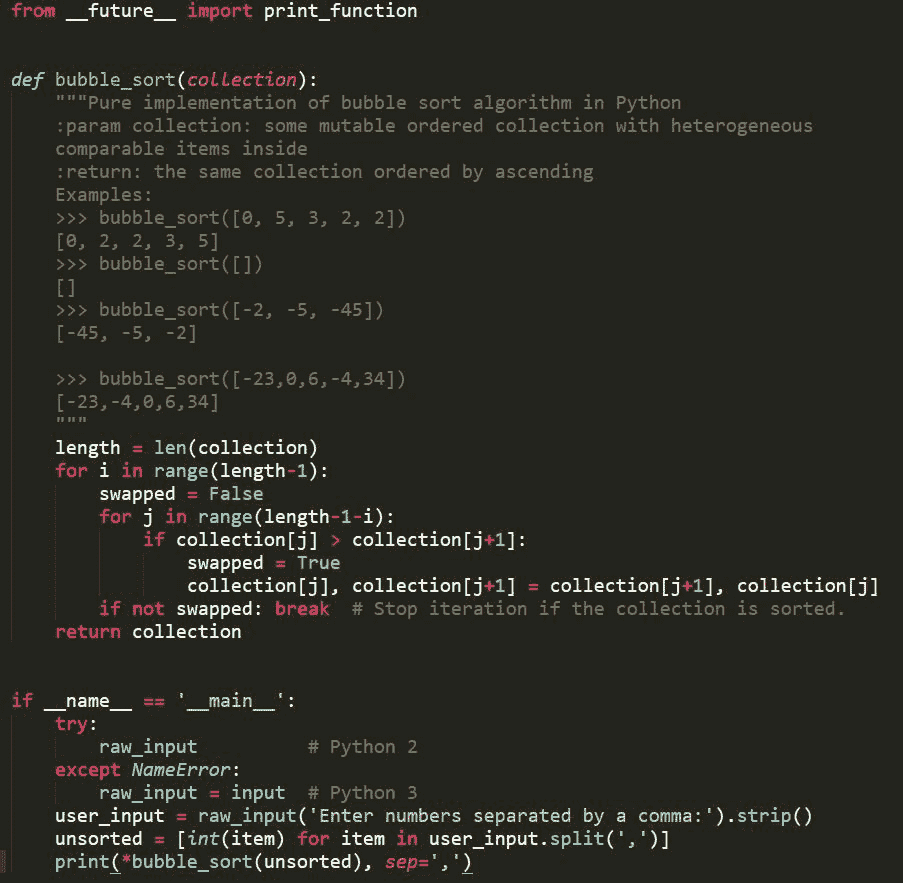 from __future__ import print_function
def bubble_sort(collection):
    """Pure implementation of bubble sort algorithm in Python
    :param collection: some mutable ordered collection with heterogeneous
    comparable items inside
    :return: the same collection ordered by ascending
    Examples:
    >>> bubble_sort([0, 5, 3, 2, 2])
    [0, 2, 2, 3, 5]
    >>> bubble_sort([])
    []
    >>> bubble_sort([-2, -5, -45])
    [-45, -5, -2]
    >>> bubble_sort([-23,0,6,-4,34])
    [-23,-4,0,6,34]
    """
    length = len(collection)
    for i in range(length-1):
        swapped = False
        for j in range(length-1-i):
            if collection[j] > collection[j+1]:
                swapped = True
                collection[j], collection[j+1] = collection[j+1], collection[j]
        if not swapped: break  # Stop iteration if the collection is sorted.
    return collection
if __name__ == '__main__':
    try:
        raw_input          # Python 2
    except NameError:
        raw_input = input  # Python 3
    user_input = raw_input('Enter numbers separated by a comma:').strip()
    unsorted = [int(item) for item in user_input.split(',')]
    print(*bubble_sort(unsorted), sep=',')